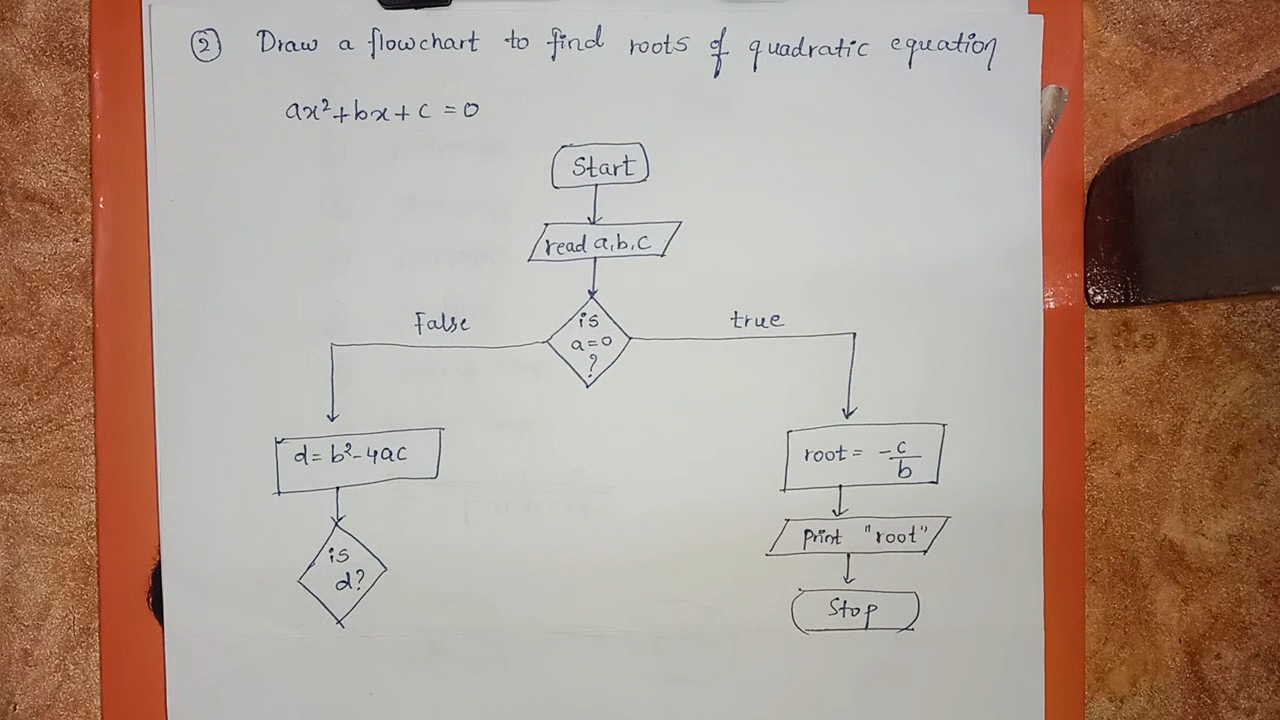 ② Draw a flowchart to find roots of quadratic equation
ax²+bx+c=0
Start
read a,b,c
is
a=0
?
False
true
d=b²-4ac
root= -c/b
is
d?
Print "root"
Stop